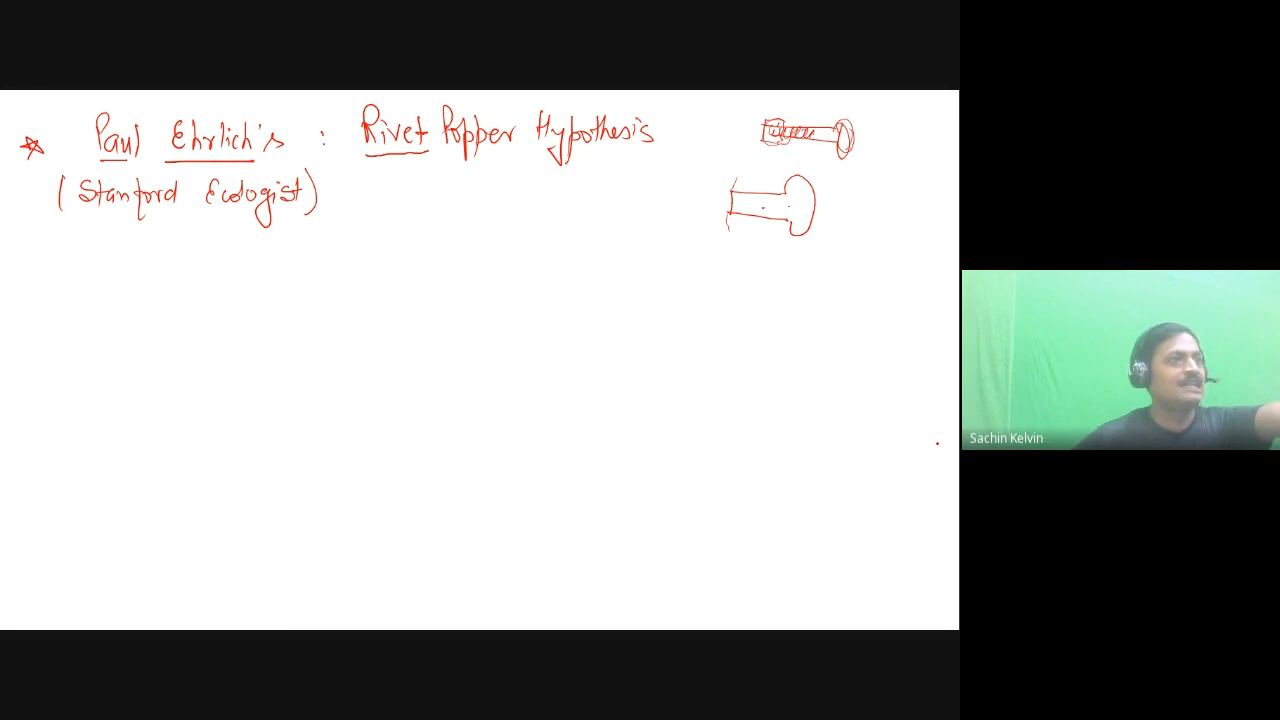 Paul Ehrlich's : Rivet Popper Hypothesis
(Stanford Ecologist)
Sachin Kelvin